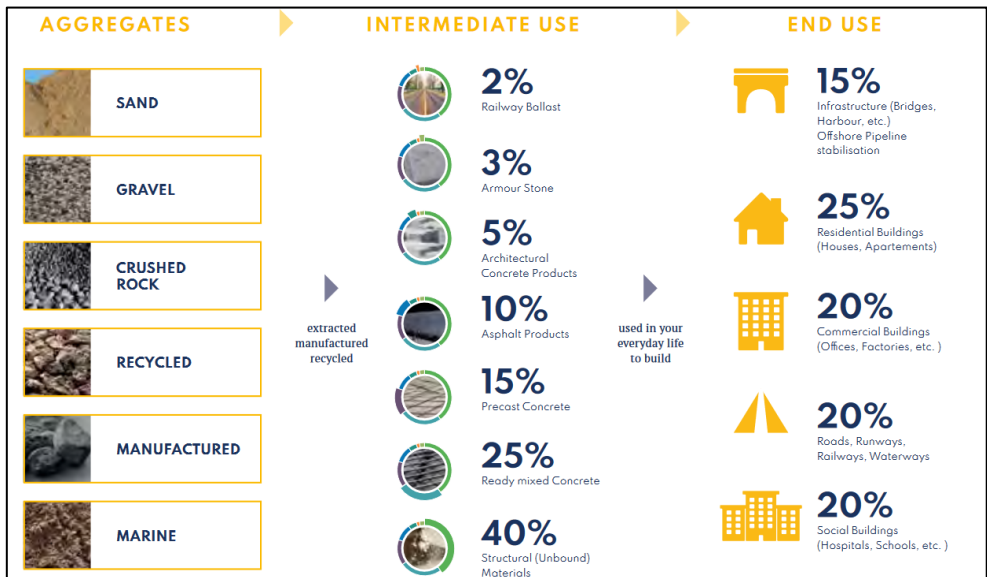 AGGREGATES
INTERMEDIATE USE
END USE
SAND
GRAVEL
CRUSHED
ROCK
RECYCLED
MANUFACTURED
MARINE
extracted
manufactured
recycled
2%
Railway Ballast
3%
Armour Stone
5%
Architectural
Concrete Products
10%
Asphalt Products
15%
Precast Concrete
25%
Ready mixed Concrete
40%
Structural (Unbound)
Materials
used in your
everyday life
to build
15%
Infrastructure (Bridges,
Harbour, etc.)
Offshore Pipeline
stabilisation
25%
Residential Buildings
(Houses, Apartements)
20%
Commercial Buildings
(Offices, Factories, etc. )
20%
Roads, Runways,
Railways, Waterways
20%
Social Buildings
(Hospitals, Schools, etc. )